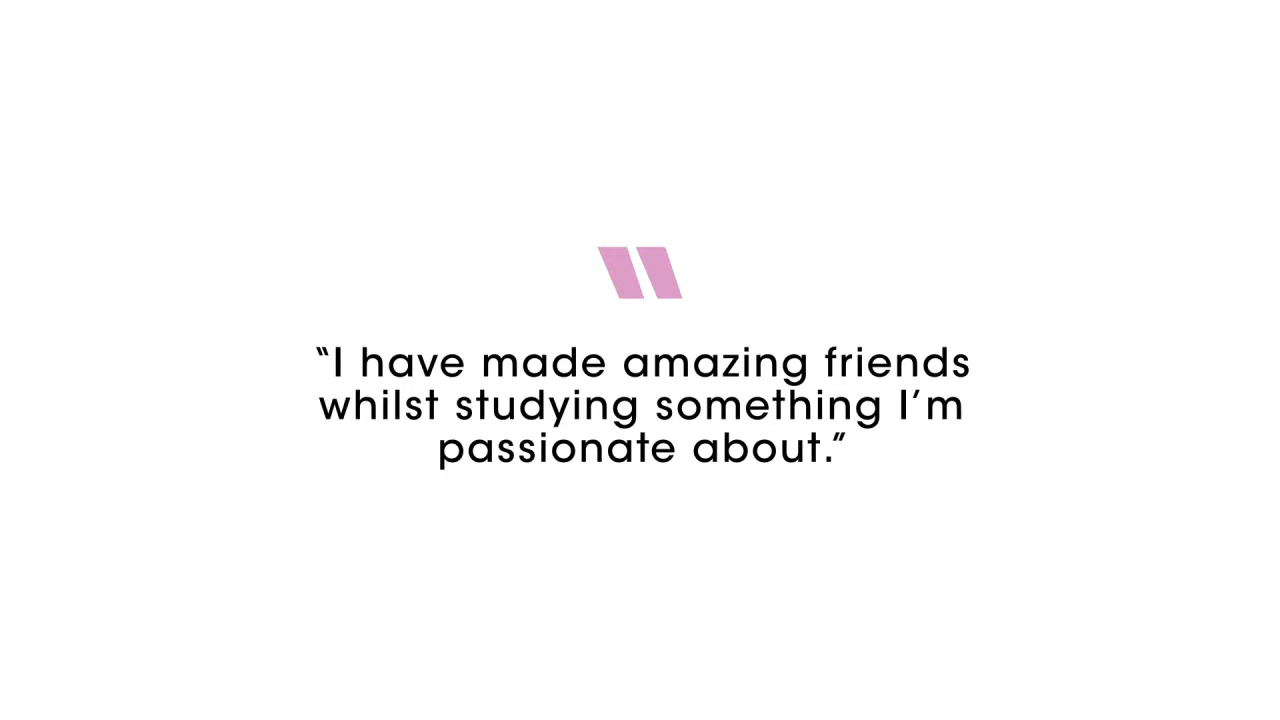 “I have made amazing friends
whilst studying something I’m
passionate about.”